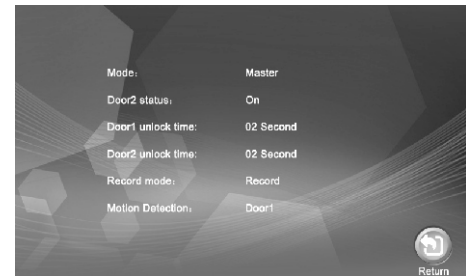 Mode: Master
Door2 status: On
Door1 unlock time: 02 Second
Door2 unlock time: 02 Second
Record mode: Record
Motion Detection: Door1
Return